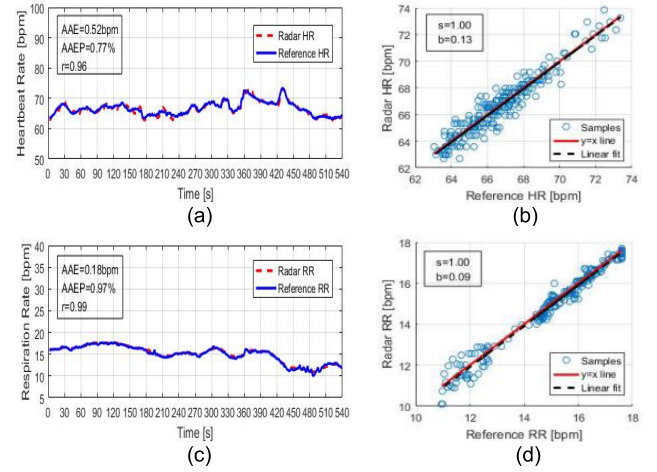 Heartbeat Rate [bpm]
100
90
80
70
60
50
AAE=0.52bpm
AAEP=0.77%
r=0.96
Radar HR
Reference HR
0 30 60 90 120 150 180 210 240 270 300 330 360 390 420 450 480 510 540
Time [s]
(a)
Radar HR [bpm]
74
72
70
68
66
64
62
s=1.00
b=0.13
Samples
y=x line
Linear fit
62 64 66 68 70 72 74
Reference HR [bpm]
(b)
Respiration Rate [bpm]
40
35
30
25
20
15
10
5
AAE=0.18bpm
AAEP=0.97%
r=0.99
Radar RR
Reference RR
0 30 60 90 120 150 180 210 240 270 300 330 360 390 420 450 480 510 540
Time [s]
(c)
Radar RR [bpm]
18
16
14
12
10
s=1.00
b=0.09
Samples
y=x line
Linear fit
10 12 14 16 18
Reference RR [bpm]
(d)